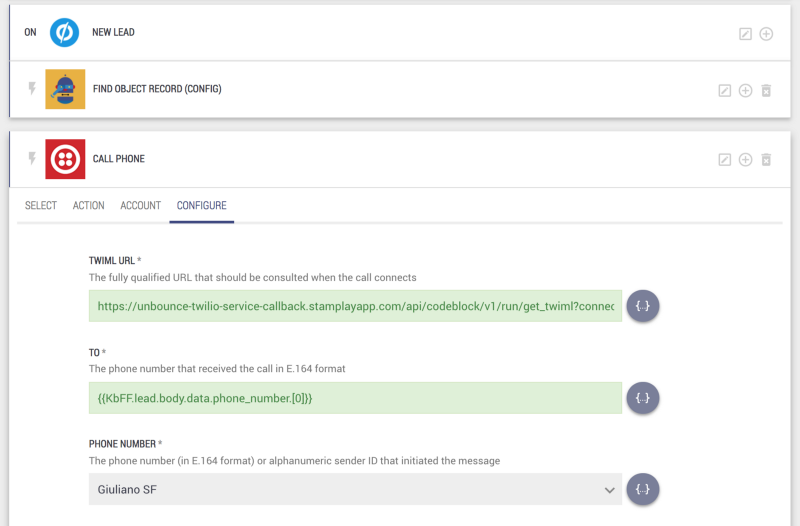 ON NEW LEAD
FIND OBJECT RECORD (CONFIG)
CALL PHONE
SELECT ACTION ACCOUNT CONFIGURE
TWIML URL *
The fully qualified URL that should be consulted when the call connects
https://unbounce-twilio-service-callback.stamplayapp.com/api/codeblock/v1/run/get_twiml?connec
{..}
TO *
The phone number that received the call in E.164 format
{{KbFF.lead.body.data.phone_number.[0]}}
{..}
PHONE NUMBER *
The phone number (in E.164 format) or alphanumeric sender ID that initiated the message
Giuliano SF
{..}